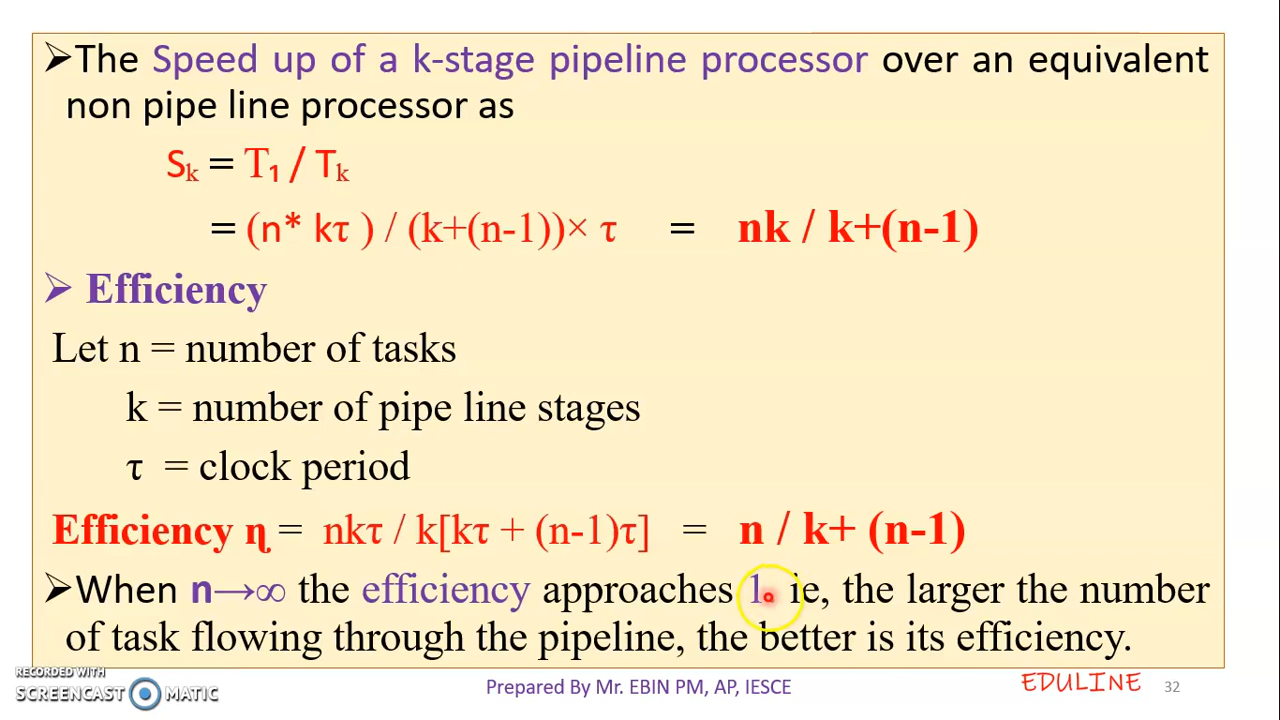 ➢The Speed up of a k-stage pipeline processor over an equivalent
non pipe line processor as
Sₖ = T₁ / Tₖ
= (n* kτ ) / (k+(n-1))× τ = nk / k+(n-1)
➢ Efficiency
Let n = number of tasks
k = number of pipe line stages
τ = clock period
Efficiency ɳ = nkτ / k[kτ + (n-1)τ] = n / k+ (n-1)
➢When n→∞ the efficiency approaches 1. ie, the larger the number
of task flowing through the pipeline, the better is its efficiency.
RECORDED WITH
SCREENCAST MATIC
Prepared By Mr. EBIN PM, AP, IESCE
EDULINE
32